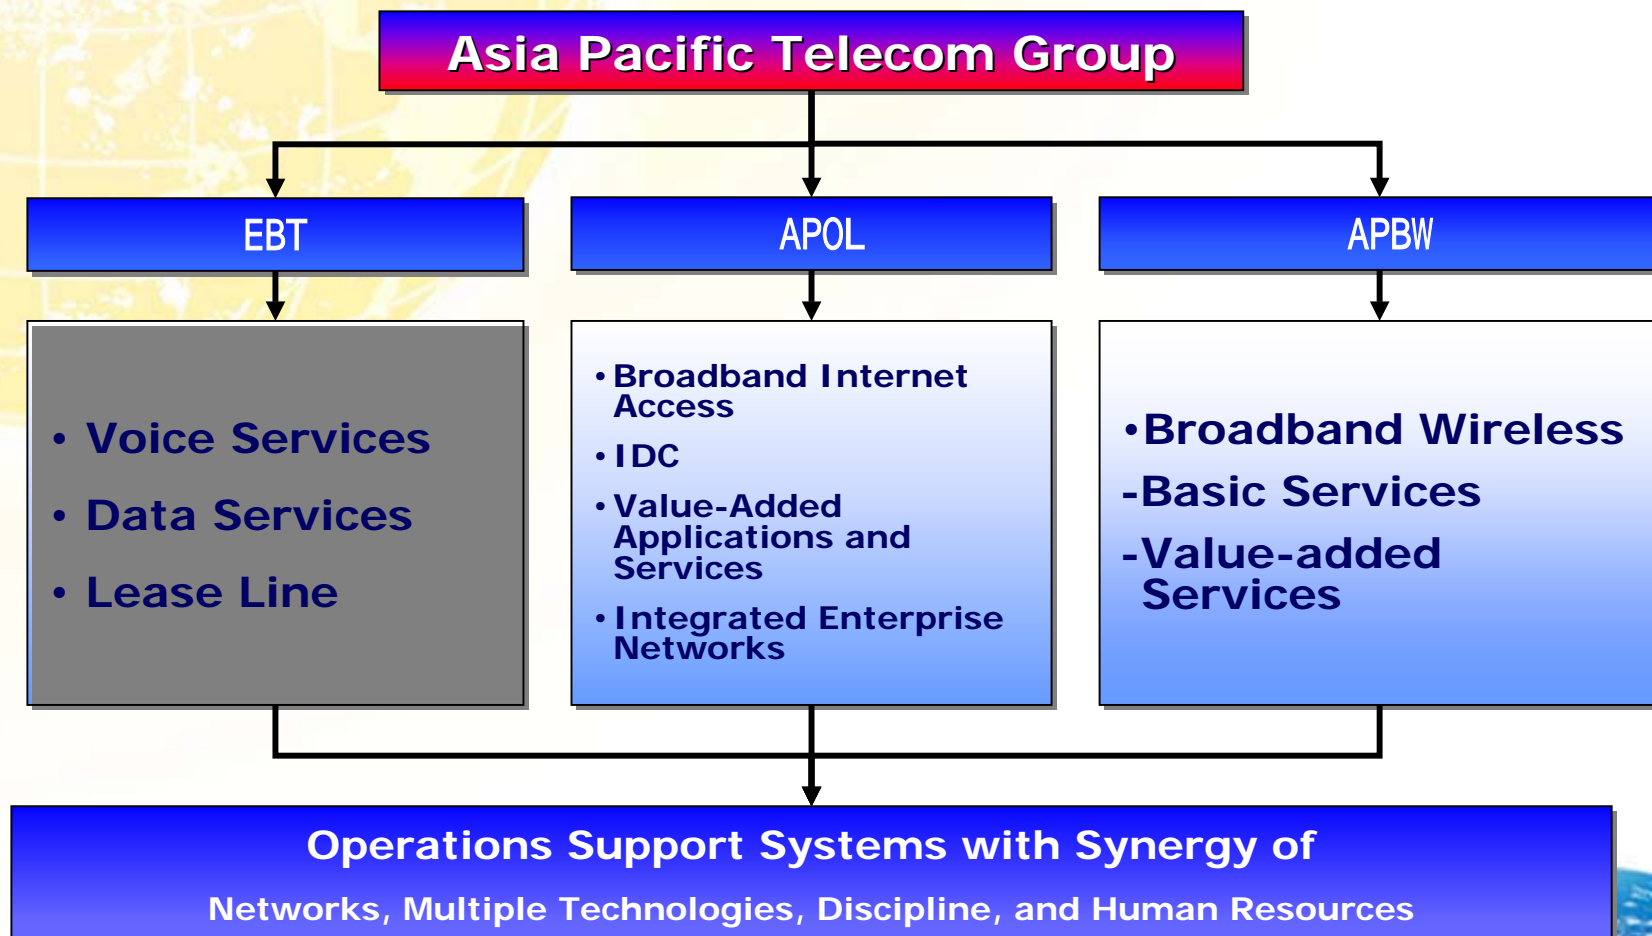 Asia Pacific Telecom Group
EBT
APOL
APBW
• Voice Services
• Data Services
• Lease Line
• Broadband Internet
Access
• IDC
• Value-Added
Applications and
Services
• Integrated Enterprise
Networks
•Broadband Wireless
-Basic Services
-Value-added
Services
Operations Support Systems with Synergy of
Networks, Multiple Technologies, Discipline, and Human Resources